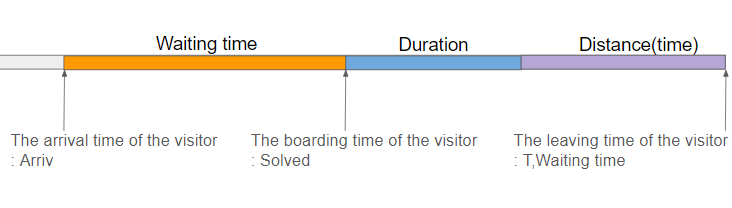 Waiting time Duration Distance(time)
The arrival time of the visitor The boarding time of the visitor The leaving time of the visitor
: Arriv : Solved : T,Waiting time